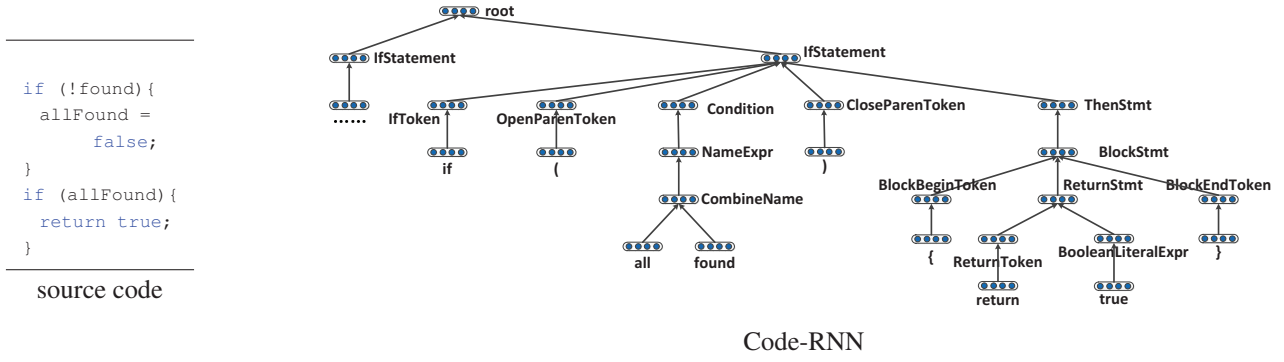 if (!found){
allFound =
false;
}
if (allFound){
return true;
}
source code
root
IfStatement
IfStatement
......
IfToken
OpenParenToken
Condition
CloseParenToken
ThenStmt
if
(
NameExpr
)
BlockStmt
CombineName
BlockBeginToken
ReturnStmt
BlockEndToken
all
found
{
ReturnToken
BooleanLiteralExpr
}
return
true
Code-RNN